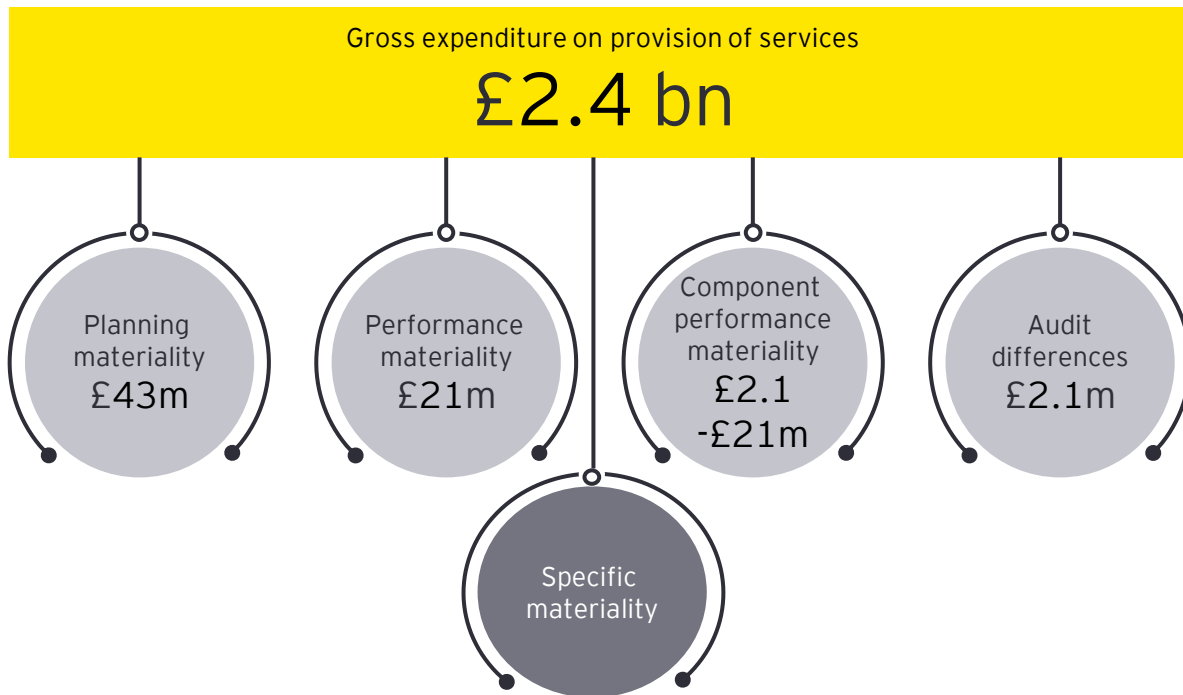 Gross expenditure on provision of services
£2.4 bn
Planning
materiality
£43m
Performance
materiality
£21m
Component
performance
materiality
£2.1
-£21m
Audit
differences
£2.1m
Specific
materiality